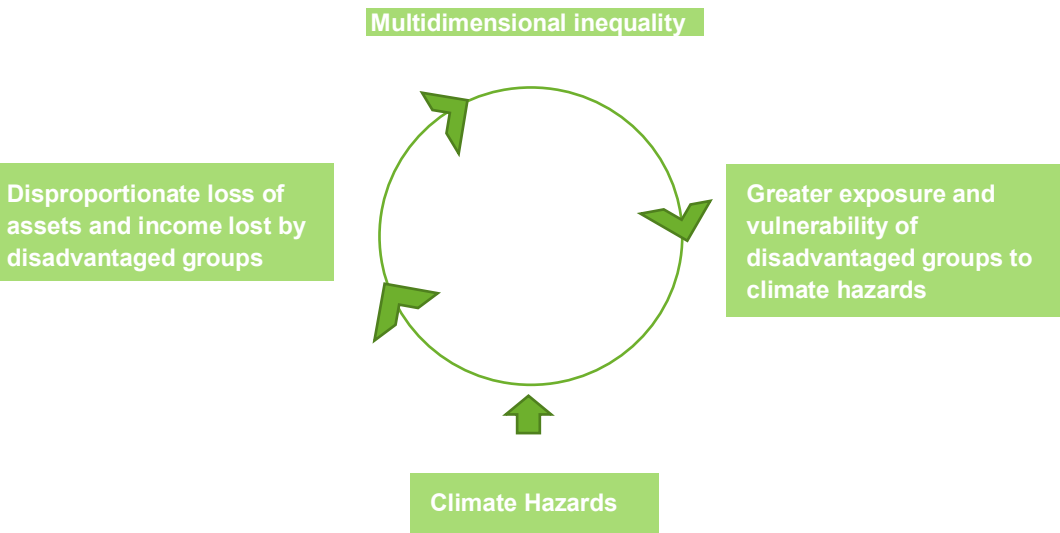 Multidimensional inequality
Disproportionate loss of
assets and income lost by
disadvantaged groups
Greater exposure and
vulnerability of
disadvantaged groups to
climate hazards
Climate Hazards